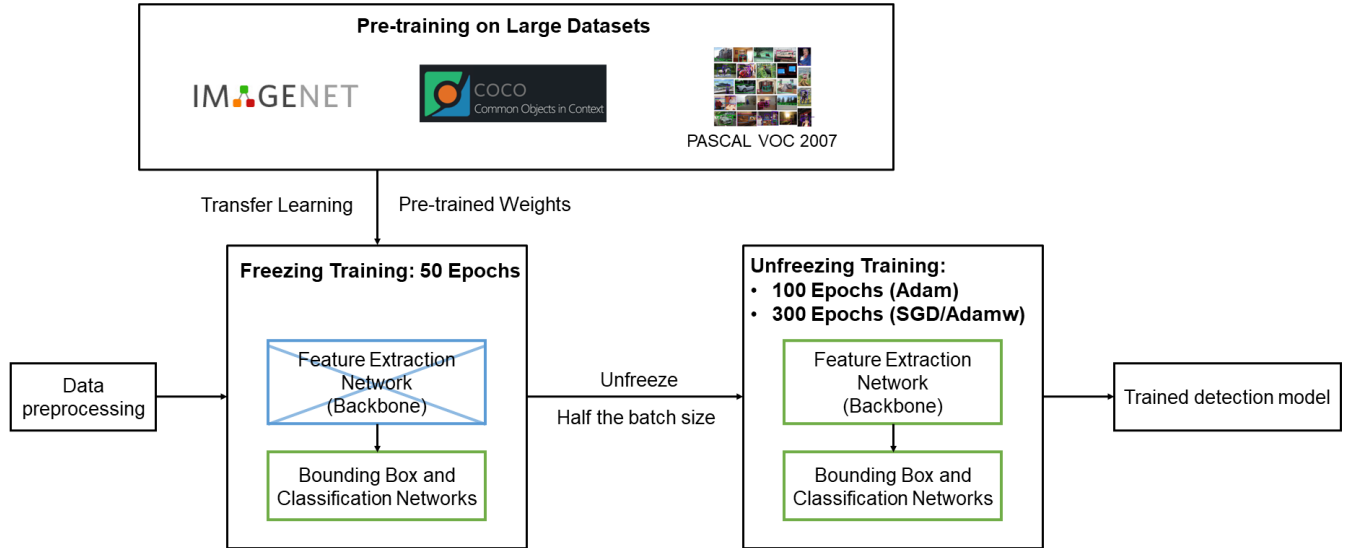 Pre-training on Large Datasets
IMAGENET
COCO
Common Objects in Context
PASCAL VOC 2007
Transfer Learning
Pre-trained Weights
Freezing Training: 50 Epochs
Feature Extraction
Network
(Backbone)
Bounding Box and
Classification Networks
Unfreezing Training:
• 100 Epochs (Adam)
• 300 Epochs (SGD/Adamw)
Feature Extraction
Network
(Backbone)
Bounding Box and
Classification Networks
Data
preprocessing
Unfreeze
Half the batch size
Trained detection model